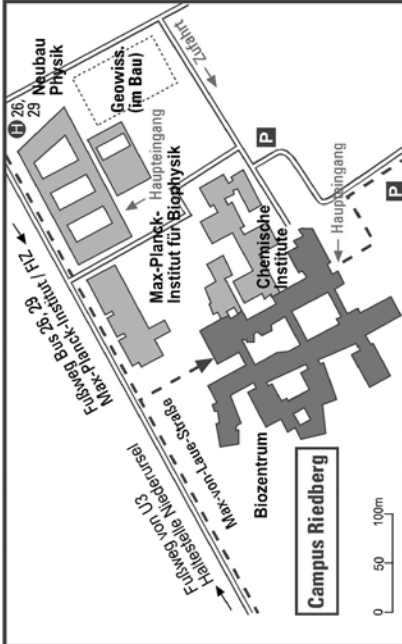 H 26,
29
Neubau
Physik
Geowiss.
(im Bau)
Zufahrt
Haupteingang
P
Max-Planck-
Institut für Biophysik
Fußweg Bus 26, 29
Max-Planck-institut / FIZ
Chemische
Institute
Haupteingang
P
Fußweg von U3
Haltestelle Niederursel
Max-von-Laue-Straße
Biozentrum
Campus Riedberg
0 50 100m